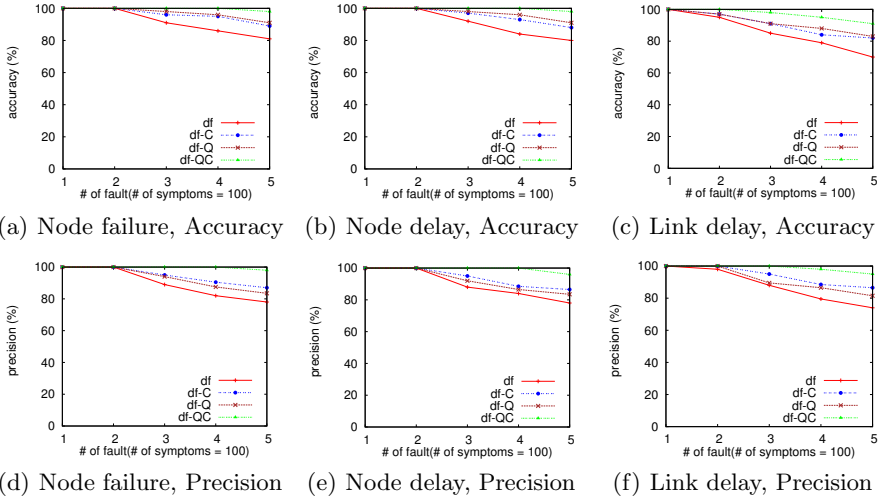 100
80
60
40
20
0
accuracy (%)
df
df-C
df-Q
df-QC
1 2 3 4 5
# of fault(# of symptoms = 100)
(a) Node failure, Accuracy
100
80
60
40
20
0
accuracy (%)
df
df-C
df-Q
df-QC
1 2 3 4 5
# of fault(# of symptoms = 100)
(b) Node delay, Accuracy
100
80
60
40
20
0
accuracy (%)
df
df-C
df-Q
df-QC
1 2 3 4 5
# of fault(# of symptoms = 100)
(c) Link delay, Accuracy
100
80
60
40
20
0
precision (%)
df
df-C
df-Q
df-QC
1 2 3 4 5
# of fault(# of symptoms = 100)
(d) Node failure, Precision
100
80
60
40
20
0
precision (%)
df
df-C
df-Q
df-QC
1 2 3 4 5
# of fault(# of symptoms = 100)
(e) Node delay, Precision
100
80
60
40
20
0
precision (%)
df
df-C
df-Q
df-QC
1 2 3 4 5
# of fault(# of symptoms = 100)
(f) Link delay, Precision